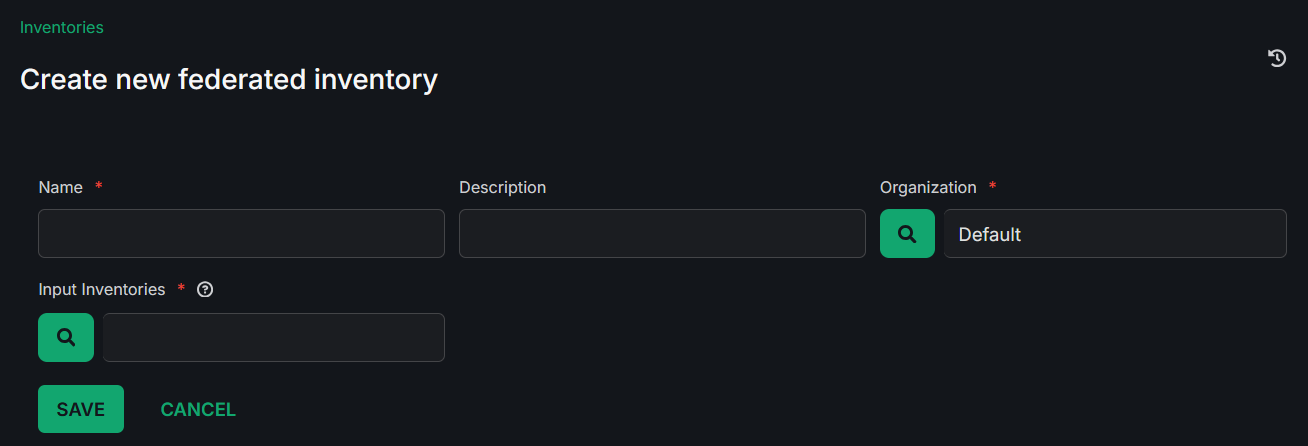 Inventories
Create new federated inventory
Name *
Description
Organization *
Default
Input Inventories *
SAVE
CANCEL